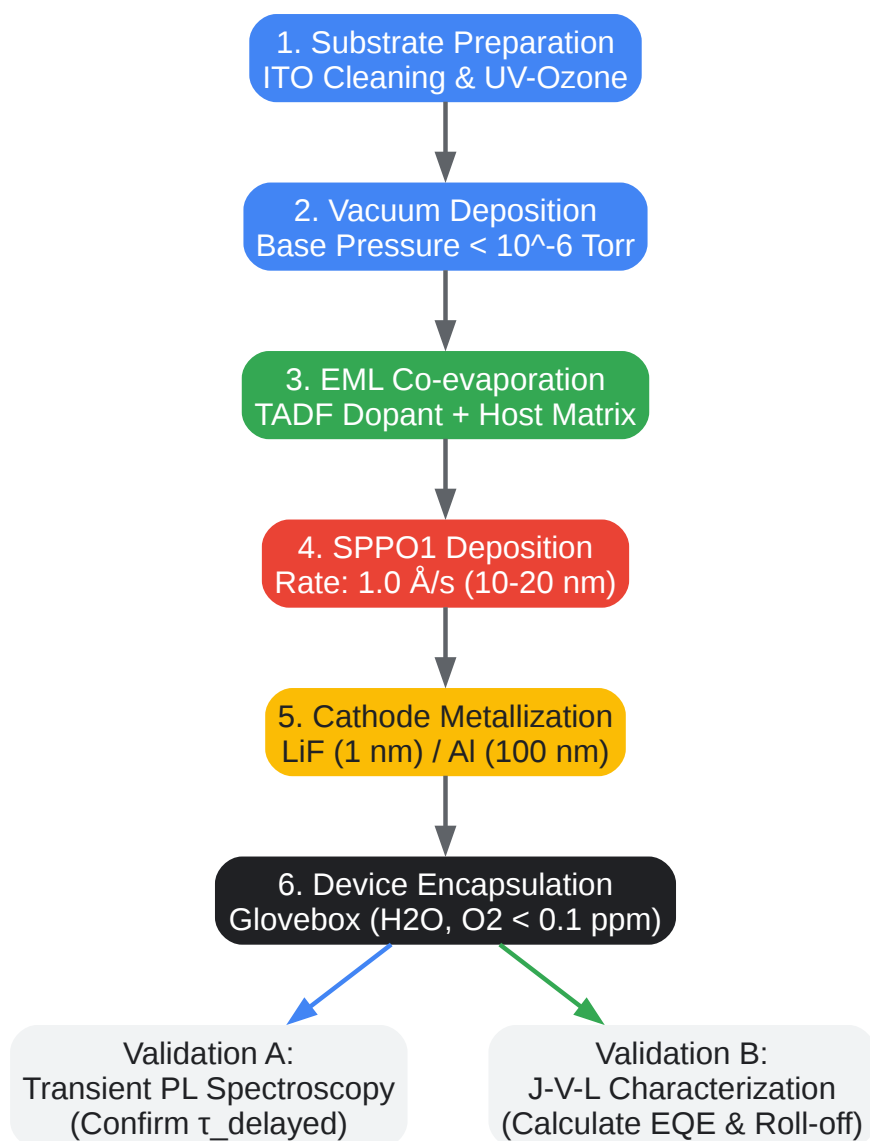 1. Substrate Preparation
ITO Cleaning & UV-Ozone
2. Vacuum Deposition
Base Pressure < 10^-6 Torr
3. EML Co-evaporation
TADF Dopant + Host Matrix
4. SPPO1 Deposition
Rate: 1.0 Å/s (10-20 nm)
5. Cathode Metallization
LiF (1 nm) / Al (100 nm)
6. Device Encapsulation
Glovebox (H2O, O2 < 0.1 ppm)
Validation A:
Transient PL Spectroscopy
(Confirm τ_delayed)
Validation B:
J-V-L Characterization
(Calculate EQE & Roll-off)